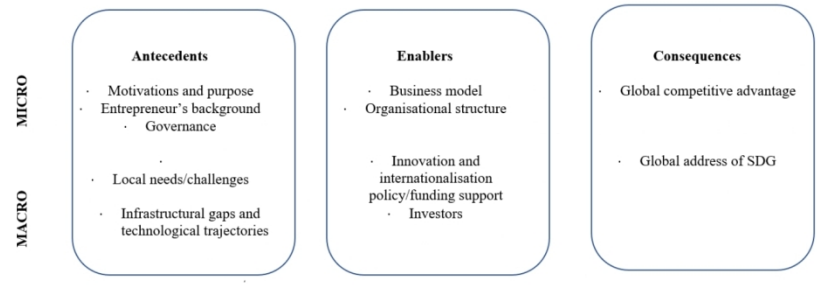 MICRO
MACRO
Antecedents
· Motivations and purpose
· Entrepreneur's background
· Governance
·
· Local needs/challenges
· Infrastructural gaps and
technological trajectories
Enablers
· Business model
· Organisational structure
· Innovation and
internationalisation
policy/funding support
· Investors
Consequences
· Global competitive advantage
· Global address of SDG